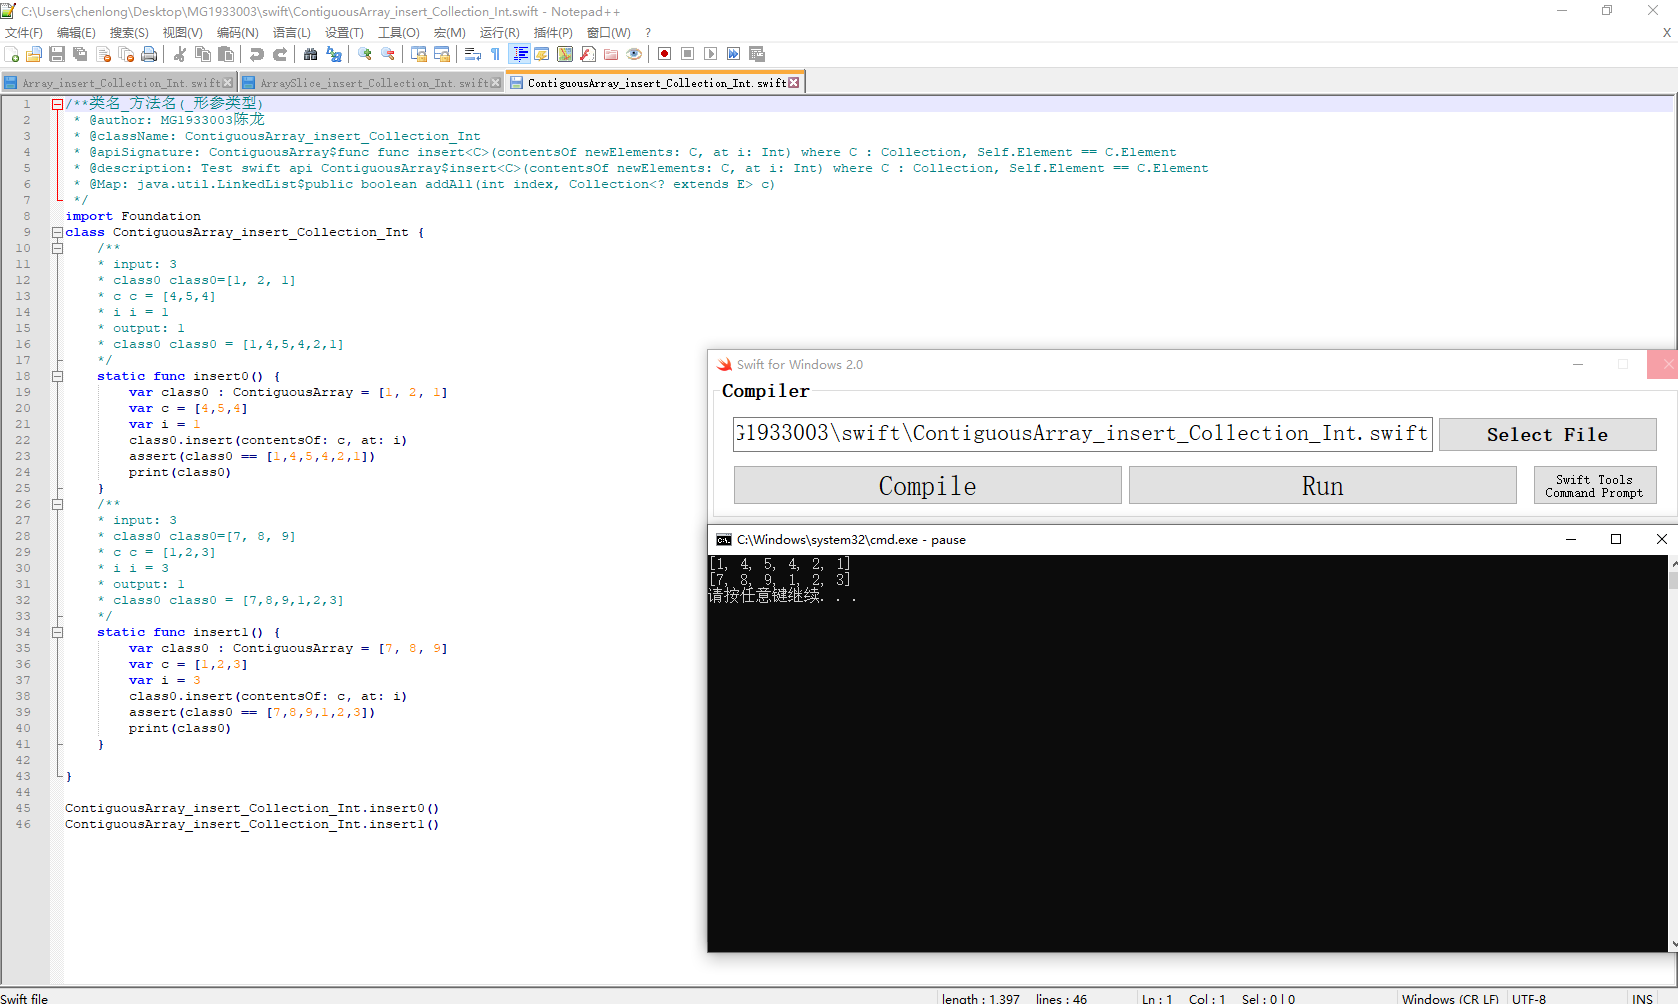 C:\Users\chenlong\Desktop\MG1933003\swift\ContiguousArray_insert_Collection_Int.swift - Notepad++
文件(F) 编辑(E) 搜索(S) 视图(V) 编码(N) 语言(L) 设置(T) 工具(O) 宏(M) 运行(R) 插件(P) 窗口(W) ? X
Array_insert_Collection_Int.swift ArraySlice_insert_Collection_Int.swift ContiguousArray_insert_Collection_Int.swift
1 /**类名_方法名(_形参类型)
2 * @author: MG1933003陈龙
3 * @className: ContiguousArray_insert_Collection_Int
4 * @apiSignature: ContiguousArray$func func insert<C>(contentsOf newElements: C, at i: Int) where C : Collection, Self.Element == C.Element
5 * @description: Test swift api ContiguousArray$insert<C>(contentsOf newElements: C, at i: Int) where C : Collection, Self.Element == C.Element
6 * @Map: java.util.LinkedList$public boolean addAll(int index, Collection<? extends E> c)
7 */
8 import Foundation
9 class ContiguousArray_insert_Collection_Int {
10 /**
11 * input: 3
12 * class0 class0=[1, 2, 1]
13 * c c = [4,5,4]
14 * i i = 1
15 * output: 1
16 * class0 class0 = [1,4,5,4,2,1]
17 */
18 static func insert0() {
19 var class0 : ContiguousArray = [1, 2, 1]
20 var c = [4,5,4]
21 var i = 1
22 class0.insert(contentsOf: c, at: i)
23 assert(class0 == [1,4,5,4,2,1])
24 print(class0)
25 }
26 /**
27 * input: 3
28 * class0 class0=[7, 8, 9]
29 * c c = [1,2,3]
30 * i i = 3
31 * output: 1
32 * class0 class0 = [7,8,9,1,2,3]
33 */
34 static func insert1() {
35 var class0 : ContiguousArray = [7, 8, 9]
36 var c = [1,2,3]
37 var i = 3
38 class0.insert(contentsOf: c, at: i)
39 assert(class0 == [7,8,9,1,2,3])
40 print(class0)
41 }
42
43 }
44
45 ContiguousArray_insert_Collection_Int.insert0()
46 ContiguousArray_insert_Collection_Int.insert1()
Swift for Windows 2.0
Compiler
G1933003\swift\ContiguousArray_insert_Collection_Int.swift Select File
Compile Run Swift Tools
Command Prompt
C:\Windows\system32\cmd.exe - pause
[1, 4, 5, 4, 2, 1]
[7, 8, 9, 1, 2, 3]
请按任意键继续. . .
Swift file length : 1,397 lines : 46 Ln : 1 Col : 1 Sel : 0 | 0 Windows (CR LF) UTF-8 INS